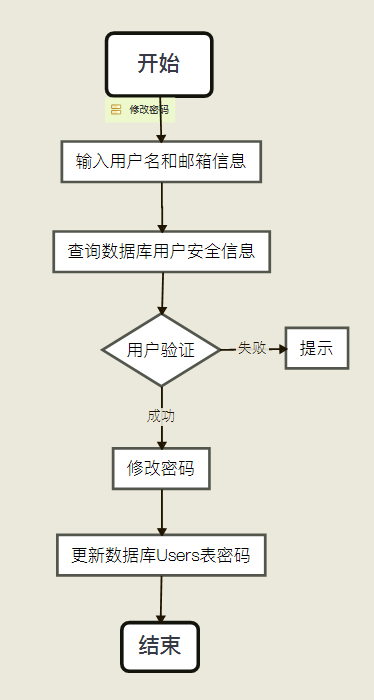 开始
修改密码
输入用户名和邮箱信息
查询数据库用户安全信息
用户验证
失败
提示
成功
修改密码
更新数据库Users表密码
结束